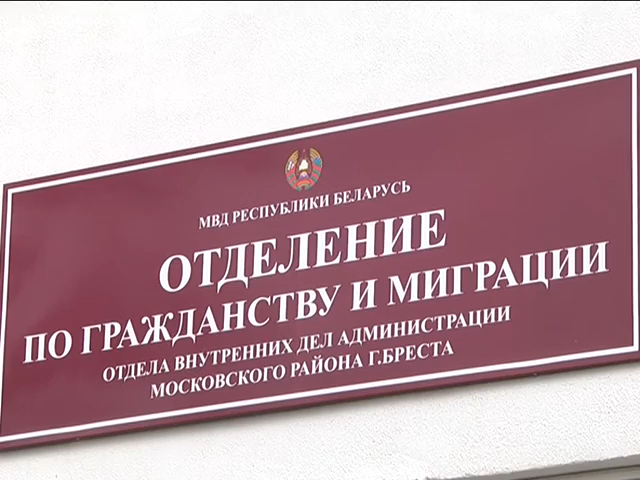 МВД РЕСПУБЛИКИ БЕЛАРУСЬ
ОТДЕЛЕНИЕ
ПО ГРАЖДАНСТВУ И МИГРАЦИИ
ОТДЕЛА ВНУТРЕННИХ ДЕЛ АДМИНИСТРАЦИИ
МОСКОВСКОГО РАЙОНА Г.БРЕСТА